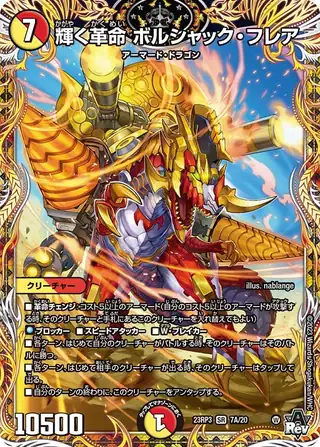 7
かがや かくめい
輝く革命 ボルシャック・フレア
アーマード・ドラゴン
illus. nablange
クリーチャー
■革命チェンジ:コスト5以上のアーマード(自分のコスト5以上のアーマードが攻撃
する時、そのクリーチャーと手札にあるこのクリーチャーを入れ替えてもよい)
■ブロッカー ■スピードアタッカー ■W・ブレイカー
■各ターン、はじめて自分のクリーチャーがバトルする時、そのクリーチャーはそのバト
ルに勝つ。
■各ターン、はじめて相手のクリーチャーが出る時、そのクリーチャーはタップして出
る。
■自分のターンの終わりに、このクリーチャーをアンタップする。
10500
1
23RP3 SR 7A/20
Rev